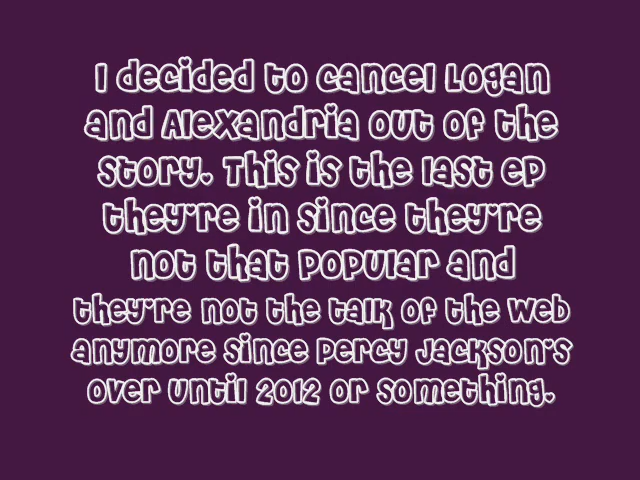 I decided to cancel Logan
and Alexandria out of the
story. This is the last ep
they're in since they're
not that popular and
they're not the talk of the web
anymore since Percy Jackson's
over until 2012 or something.